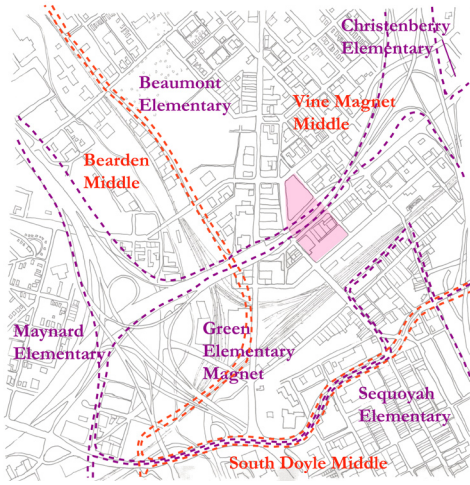 Christenberry
Elementary
Beaumont
Elementary
Vine Magnet
Middle
Bearden
Middle
Maynard
Elementary
Green
Elementary
Magnet
Sequoyah
Elementary
South Doyle Middle